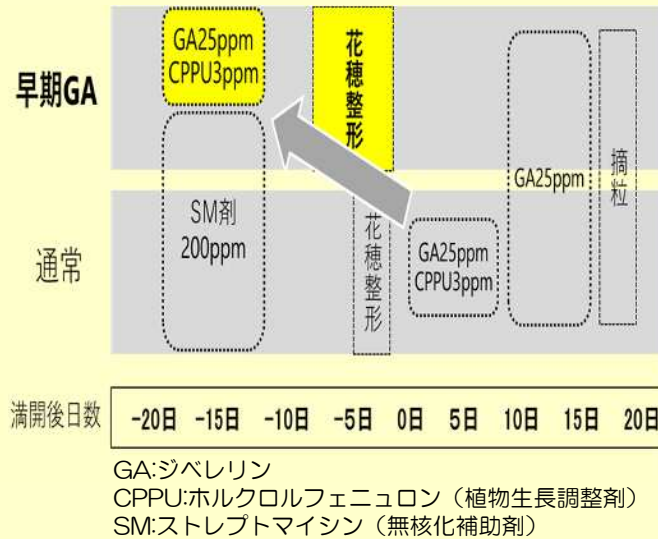 GA25ppm
CPPU3ppm
花穂整形
早期GA
GA25ppm
摘粒
SM剤
200ppm
通常
花穂整形
GA25ppm
CPPU3ppm
満開後日数 -20日 -15日 -10日 -5日 0日 5日 10日 15日 20日
GA:ジベレリン
CPPU:ホルクロルフェニュロン（植物生長調整剤）
SM:ストレプトマイシン（無核化補助剤）